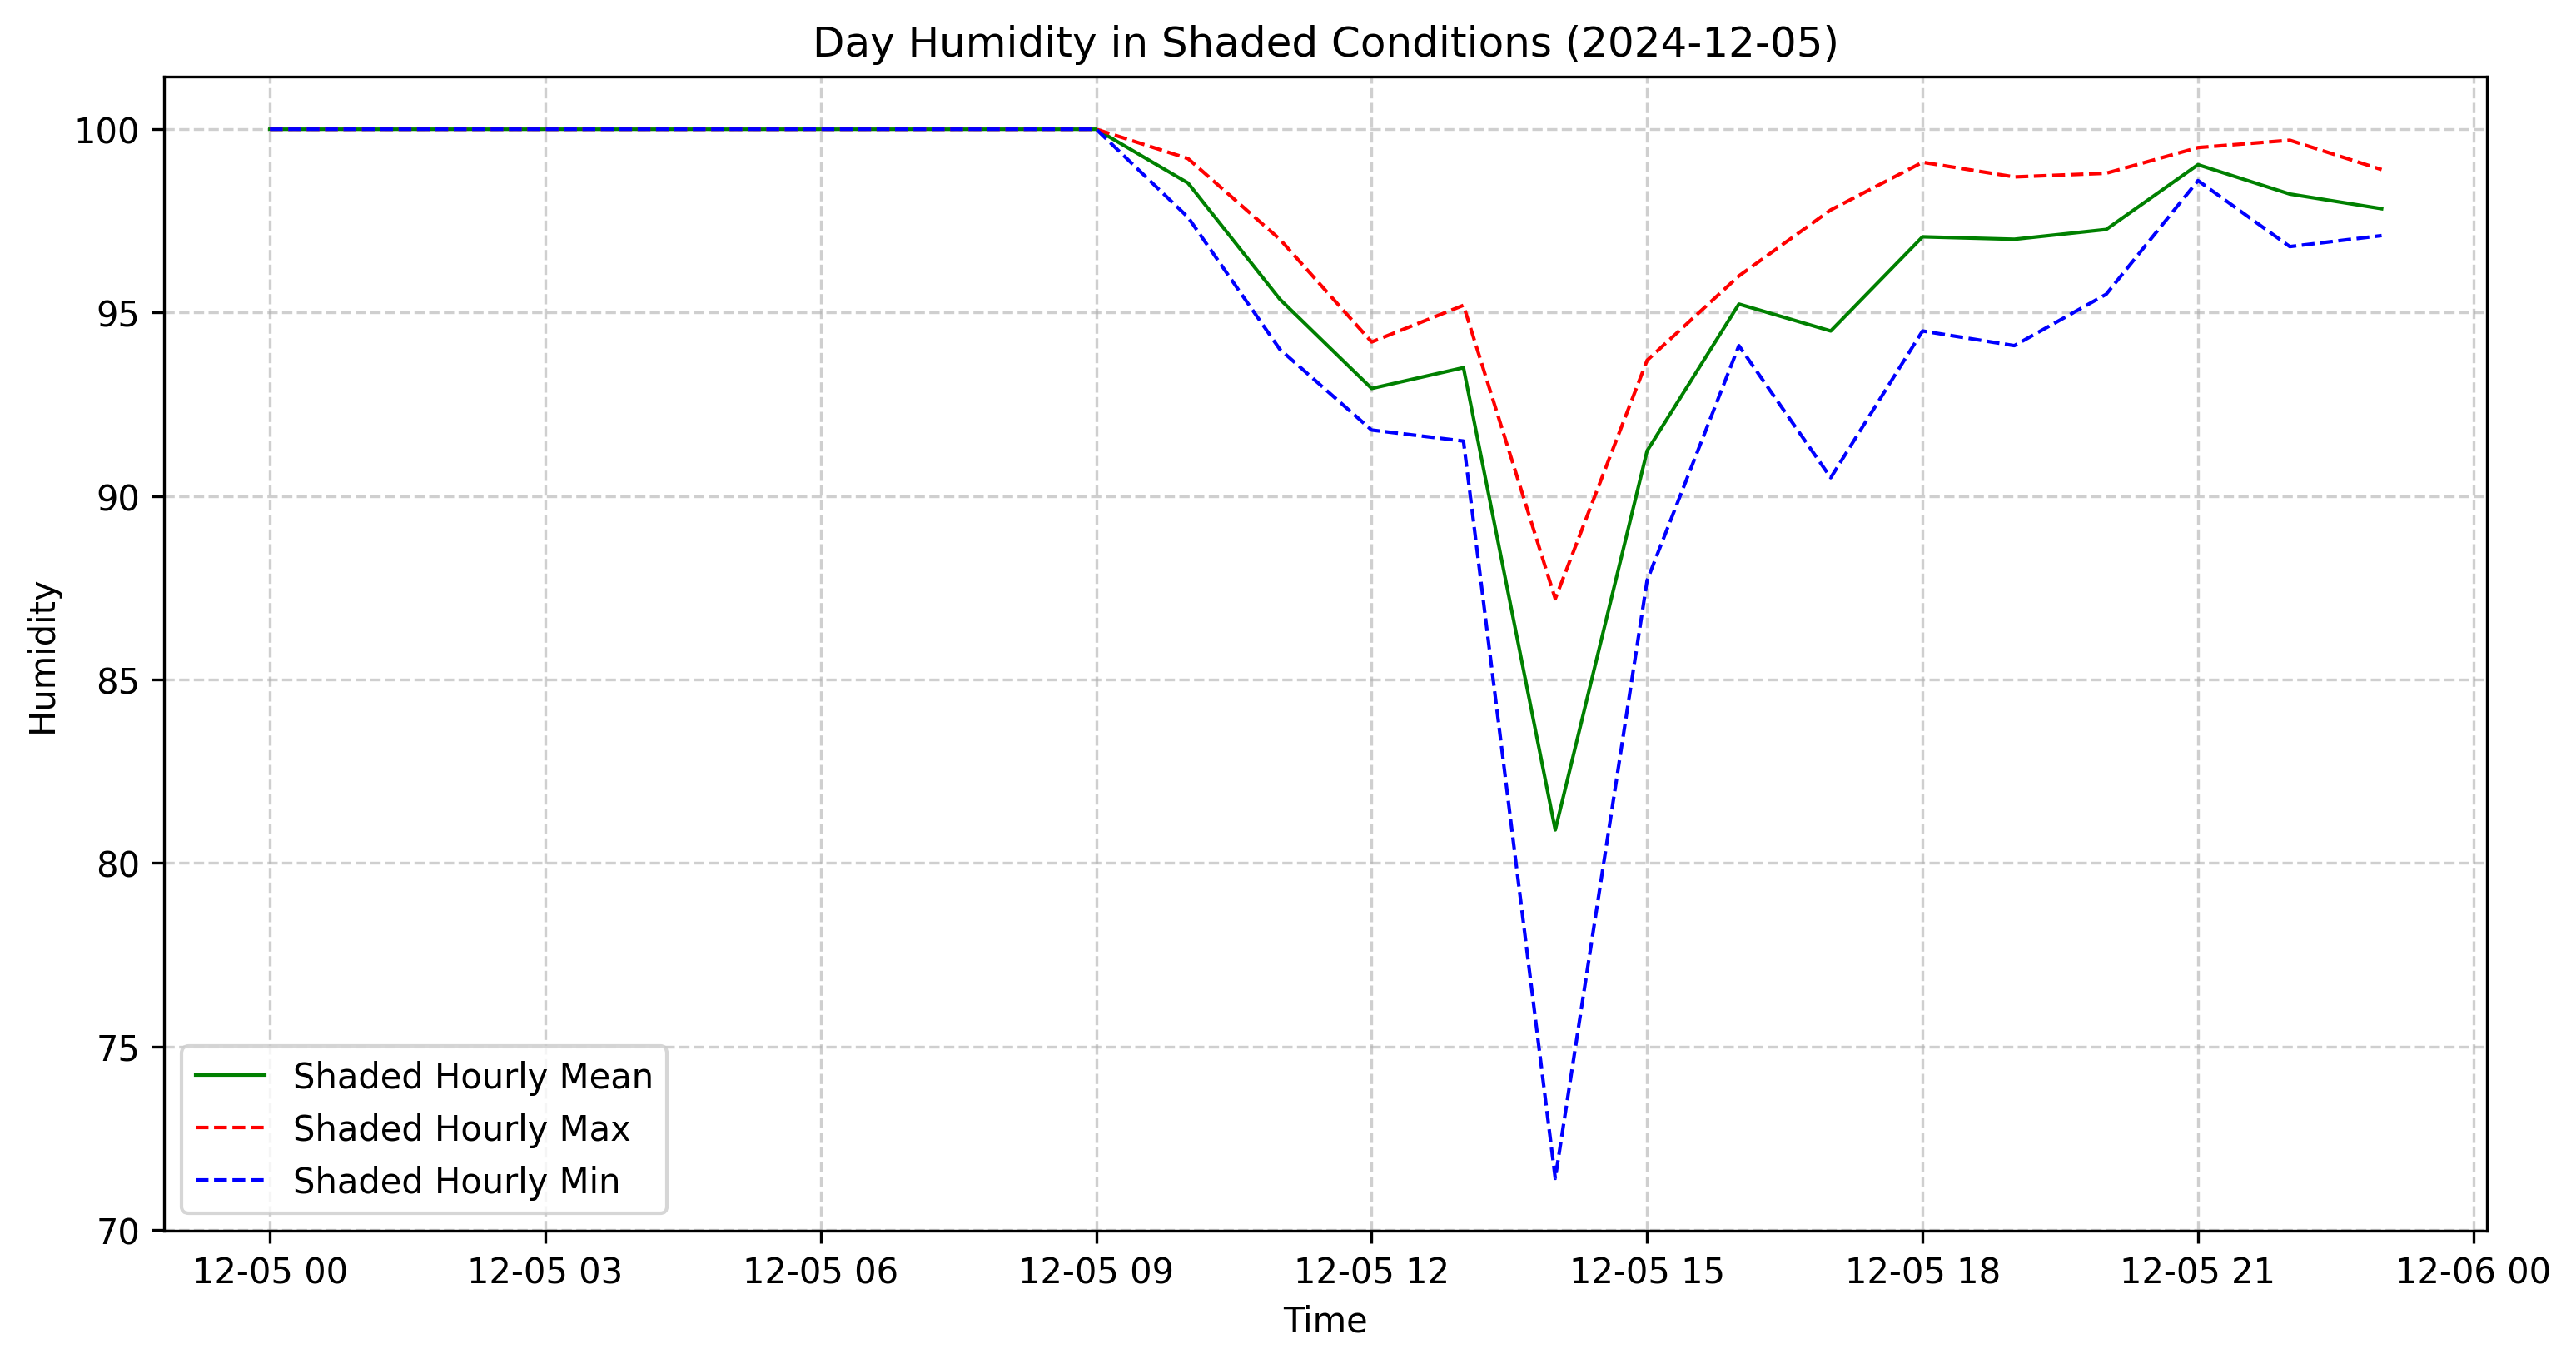 Day Humidity in Shaded Conditions (2024-12-05)
100
95
90
85
80
75
70
Humidity
Shaded Hourly Mean
Shaded Hourly Max
Shaded Hourly Min
12-05 00 12-05 03 12-05 06 12-05 09 12-05 12 12-05 15 12-05 18 12-05 21 12-06 00
Time